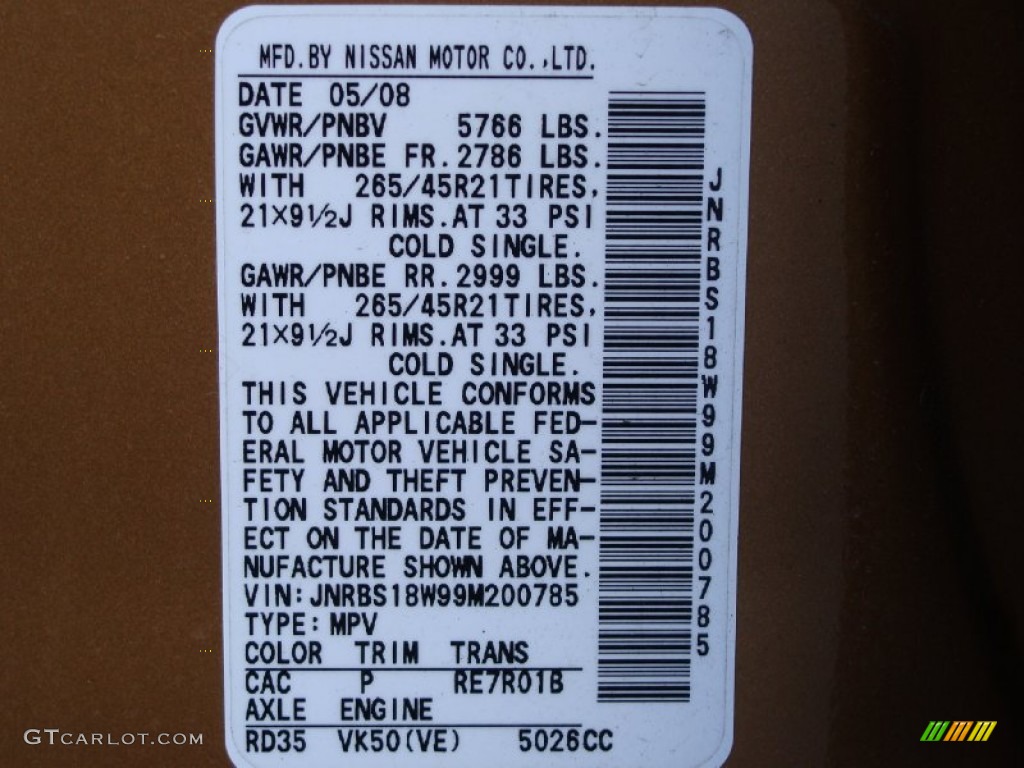 MFD.BY NISSAN MOTOR CO.,LTD.
DATE 05/08
GVWR/PNBV 5766 LBS.
GAWR/PNBE FR.2786 LBS.
WITH 265/45R21TIRES,
21×9½J RIMS.AT 33 PSI
COLD SINGLE.
GAWR/PNBE RR.2999 LBS.
WITH 265/45R21TIRES,
21×9½J RIMS.AT 33 PSI
COLD SINGLE.
THIS VEHICLE CONFORMS
TO ALL APPLICABLE FED-
ERAL MOTOR VEHICLE SA-
FETY AND THEFT PREVEN-
TION STANDARDS IN EFF-
ECT ON THE DATE OF MA-
NUFACTURE SHOWN ABOVE.
VIN:JNRBS18W99M200785
TYPE:MPV
COLOR TRIM TRANS
CAC P RE7R01B
AXLE ENGINE
RD35 VK50(VE) 5026CC
JNRBS18W99M200785
GTCarlot.com